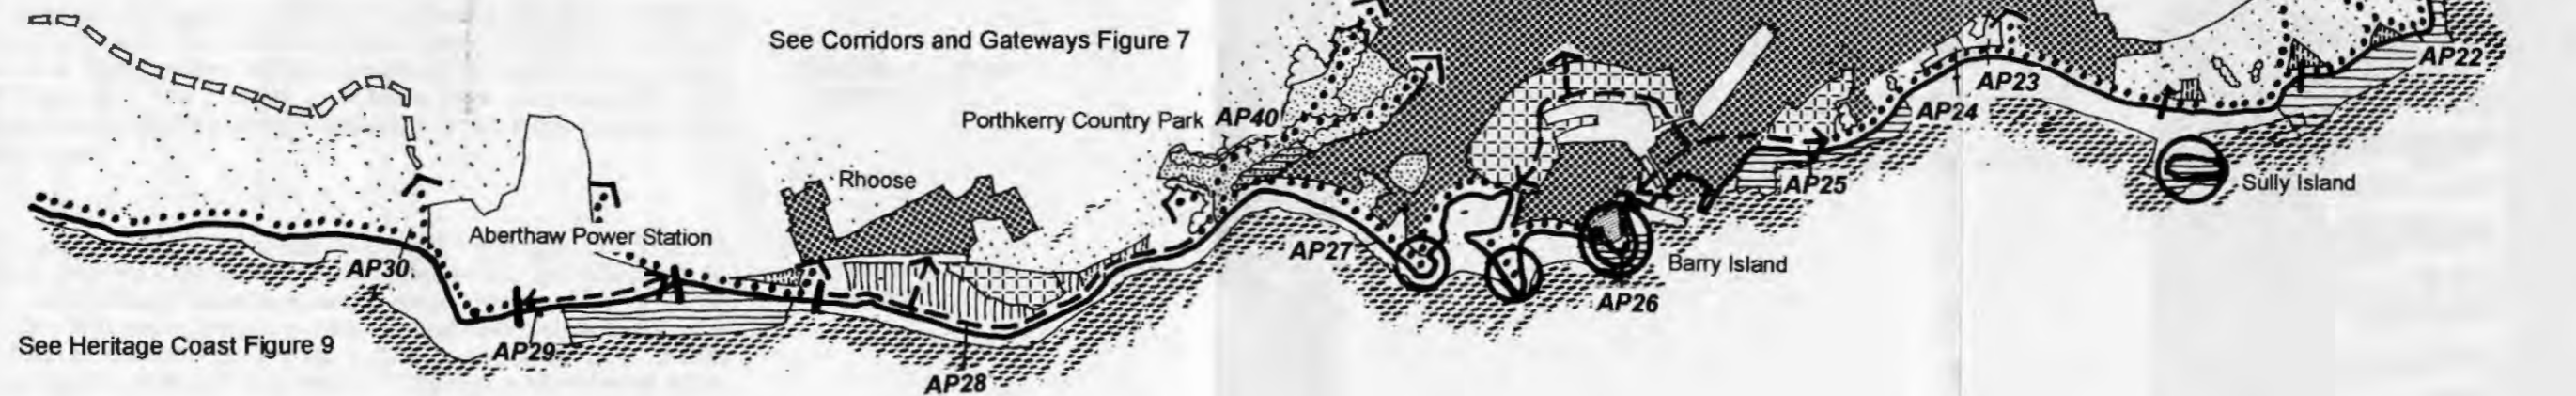 See Corridors and Gateways Figure 7
AP22
AP23
AP24
Porthkerry Country Park AP40
Rhoose
AP25
Sully Island
Aberthaw Power Station
AP27
Barry Island
AP30
AP26
See Heritage Coast Figure 9
AP29
AP28